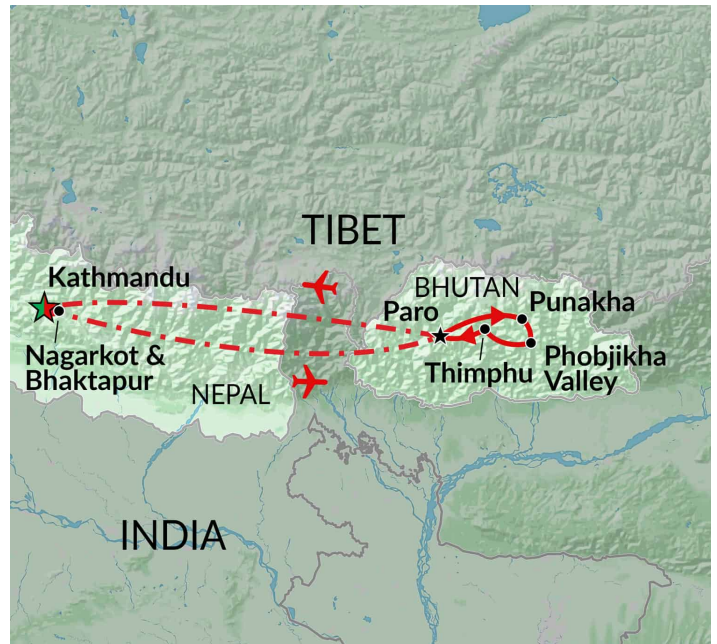 TIBET
Kathmandu
BHUTAN
Paro
Punakha
Nagarkot &
Bhaktapur
Thimphu
Phobjikha
Valley
NEPAL
INDIA